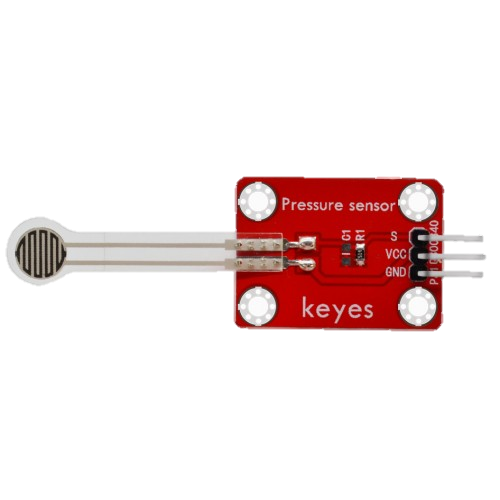 Pressure sensor
C1
R1
S
VCC
GND
keyes